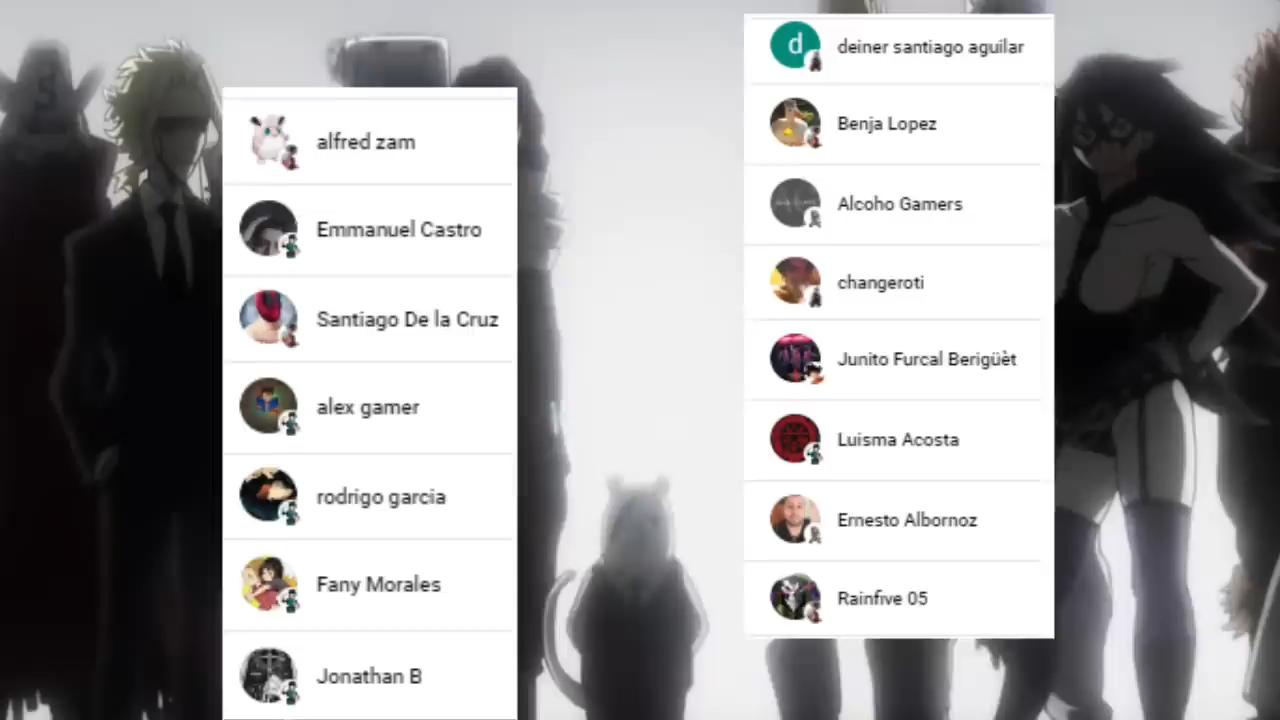 alfred zam
Emmanuel Castro
Santiago De la Cruz
alex gamer
rodrigo garcia
Fany Morales
Jonathan B
d
deiner santiago aguilar
Benja Lopez
Alcoho Gamers
changeroti
Junito Furcal Berigüèt
Luisma Acosta
Ernesto Albornoz
Rainfive 05